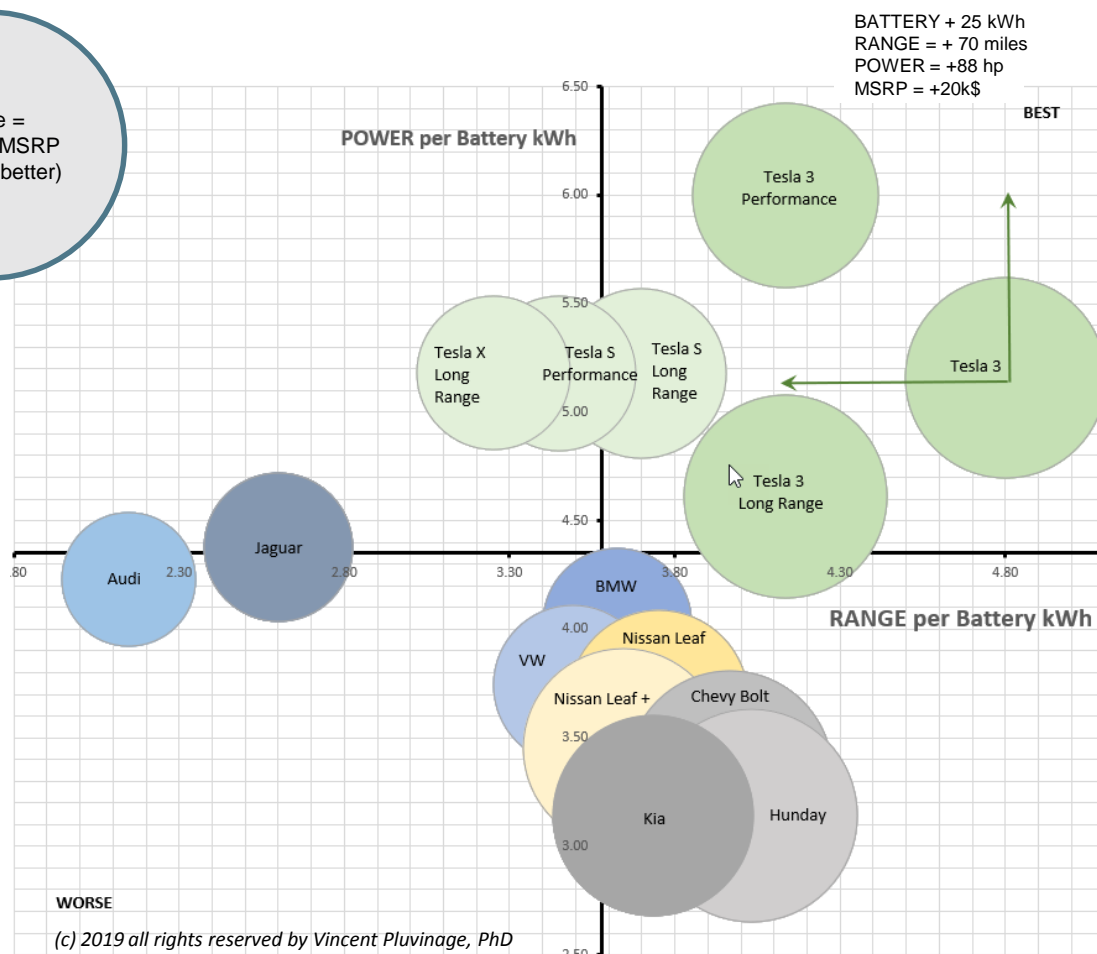 BATTERY + 25 kWh
RANGE = + 70 miles
POWER = +88 hp
MSRP = +20k$
BEST
=
MSRP
better)
POWER per Battery kWh
6.50
6.00
5.50
5.00
4.50
4.00
3.50
3.00
2.50
Tesla 3
Performance
Tesla X
Long
Range
Tesla S
Performance
Tesla S
Long
Range
Tesla 3
Tesla 3
Long Range
Jaguar
Audi
.80
2.30
2.80
3.30
3.80
4.30
4.80
RANGE per Battery kWh
BMW
Nissan Leaf
VW
Nissan Leaf +
Chevy Bolt
Kia
Hunday
WORSE
(c) 2019 all rights reserved by Vincent Pluvinage, PhD